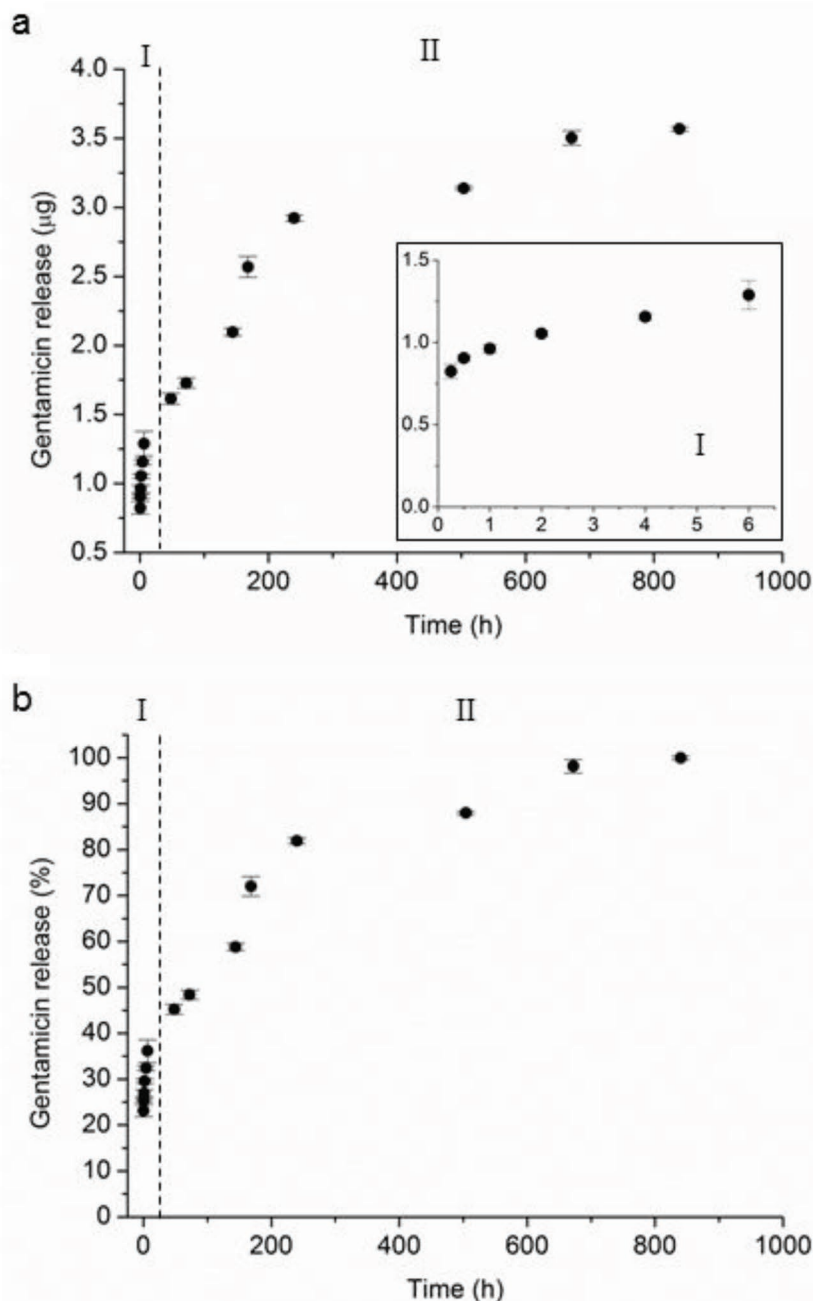 a
I II
4.0
3.5
3.0
2.5
2.0
1.5
1.0
0.5
Gentamicin release (μg)
0 200 400 600 800 1000
Time (h)
1.5
1.0
0.5
0.0
I
0 1 2 3 4 5 6
b
I II
100
90
80
70
60
50
40
30
20
10
0
Gentamicin release (%)
0 200 400 600 800 1000
Time (h)